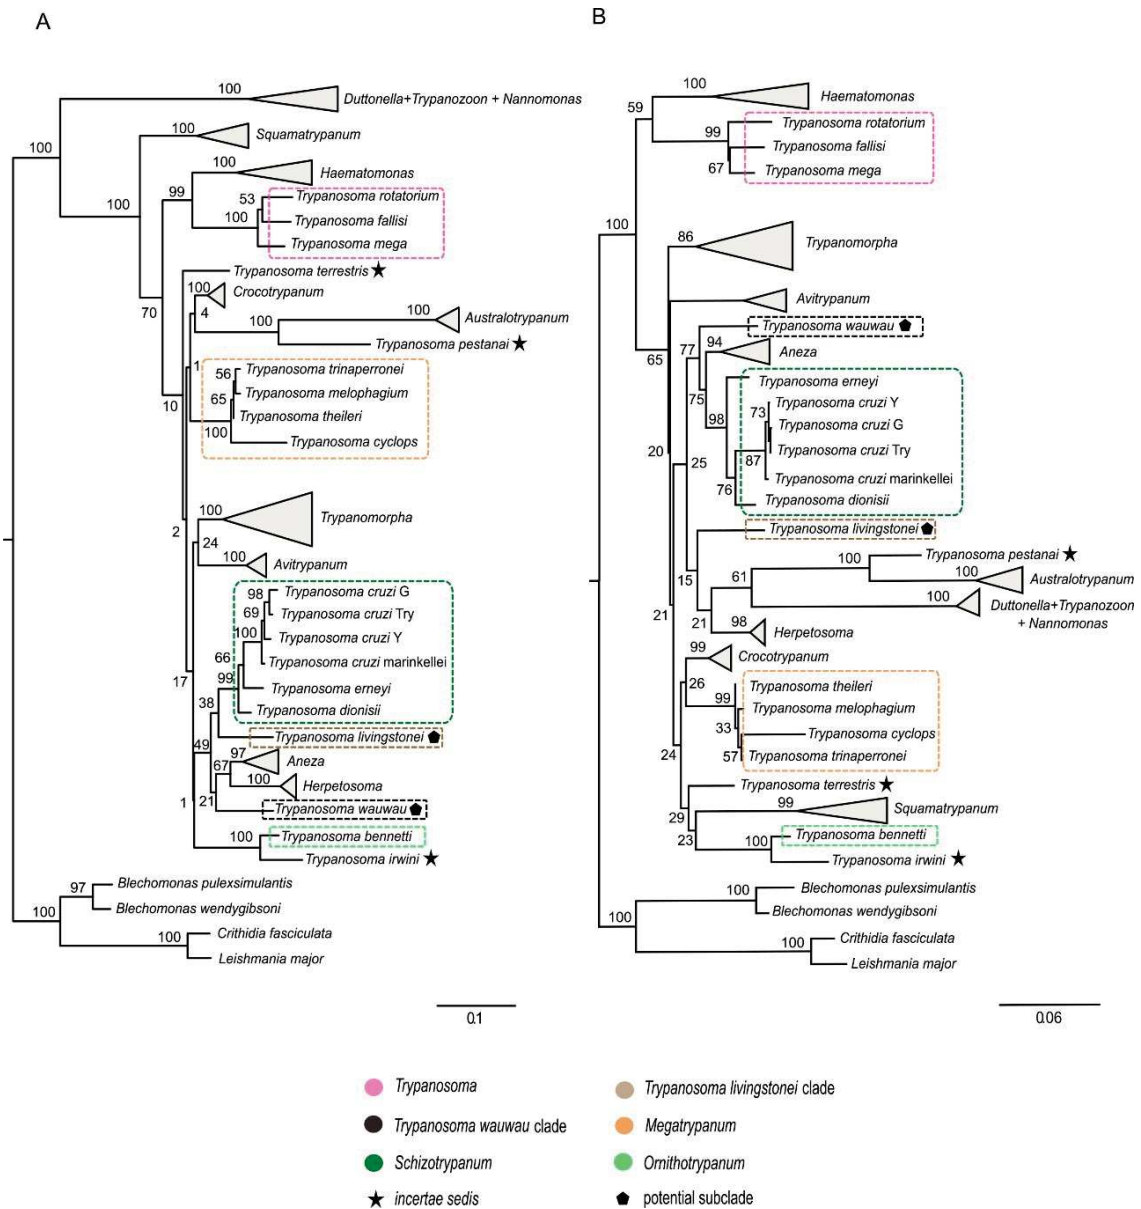 A
100
Duttonella+Trypanozoon + Nannomonas
100
Squamatrypanum
100
100
Haematomonas
99
100
53
Trypanosoma rotatorium
Trypanosoma fallisi
100
Trypanosoma mega
Trypanosoma terrestris
100
Crocotrypanum
4
100
100
Australotrypanum
70
Trypanosoma pestanai
1
56
Trypanosoma trinaperronei
Trypanosoma melophagium
65
10
Trypanosoma theileri
100
Trypanosoma cyclops
100
Trypanomorpha
2
24
100
Avitrypanum
98
Trypanosoma cruzi G
69
Trypanosoma cruzi Try
100
Trypanosoma cruzi Y
66
Trypanosoma cruzi marinkellei
17
99
Trypanosoma erneyi
38
Trypanosoma dionisii
Trypanosoma livingstonei
49
97
Aneza
67
100
Herpetosoma
1
21
Trypanosoma wauwau
100
Trypanosoma bennetti
Trypanosoma irwini
97
Blechomonas pulexsimulantis
100
Blechomonas wendygibsoni
100
Crithidia fasciculata
Leishmania major
0.1
B
100
Haematomonas
59
99
Trypanosoma rotatorium
Trypanosoma fallisi
67
Trypanosoma mega
100
86
Trypanomorpha
Avitrypanum
Trypanosoma wauwau
77
94
Aneza
65
75
Trypanosoma erneyi
98
73
Trypanosoma cruzi Y
Trypanosoma cruzi G
20
25
87
Trypanosoma cruzi Try
76
Trypanosoma cruzi marinkellei
Trypanosoma dionisii
Trypanosoma livingstonei
100
Trypanosoma pestanai
15
61
100
Australotrypanum
100
Duttonella+Trypanozoon
+ Nannomonas
21
21
98
Herpetosoma
99
Crocotrypanum
26
99
Trypanosoma theileri
Trypanosoma melophagium
33
Trypanosoma cyclops
24
57
Trypanosoma trinaperronei
Trypanosoma terrestris
29
99
Squamatrypanum
23
100
Trypanosoma bennetti
Trypanosoma irwini
100
Blechomonas pulexsimulantis
100
Blechomonas wendygibsoni
100
Crithidia fasciculata
Leishmania major
0.06
Trypanosoma
Trypanosoma livingstonei clade
Trypanosoma wauwau clade
Megatrypanum
Schizotrypanum
Ornithotrypanum
incertae sedis
potential subclade